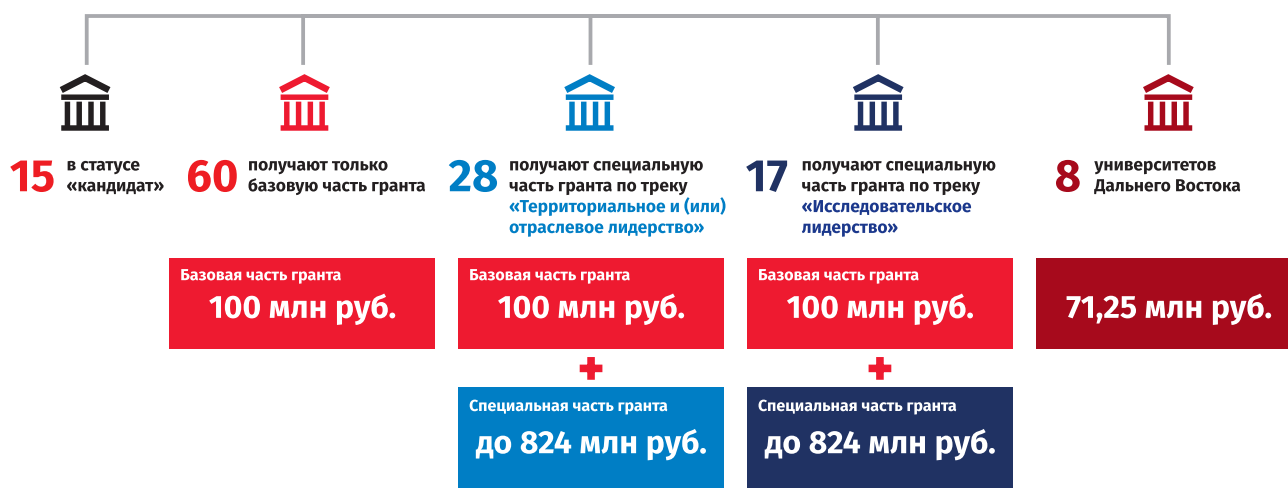 15
в статусе
«кандидат»
60
получают только
базовую часть гранта
28
получают специальную
часть гранта по треку
«Территориальное и (или)
отраслевое лидерство»
17
получают специальную
часть гранта по треку
«Исследовательское
лидерство»
8
университетов
Дальнего Востока
Базовая часть гранта
100 млн руб.
Базовая часть гранта
100 млн руб.
Базовая часть гранта
100 млн руб.
71,25 млн руб.
+
Специальная часть гранта
до 824 млн руб.
+
Специальная часть гранта
до 824 млн руб.